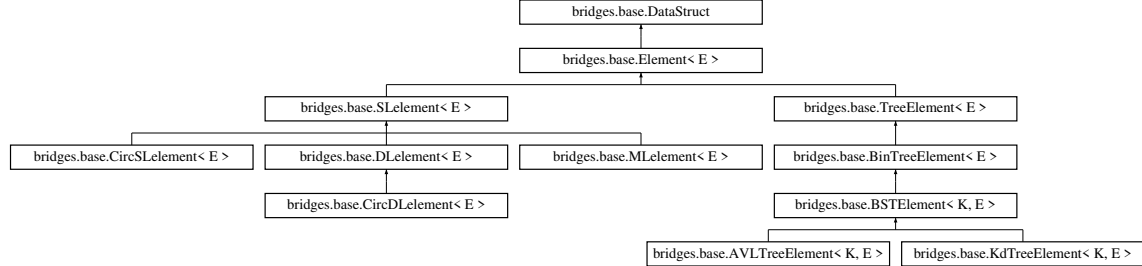 bridges.base.DataStruct
bridges.base.Element< E >
bridges.base.SLelement< E >
bridges.base.TreeElement< E >
bridges.base.CircSLelement< E >
bridges.base.DLelement< E >
bridges.base.MLelement< E >
bridges.base.BinTreeElement< E >
bridges.base.CircDLelement< E >
bridges.base.BSTElement< K, E >
bridges.base.AVLTreeElement< K, E >
bridges.base.KdTreeElement< K, E >